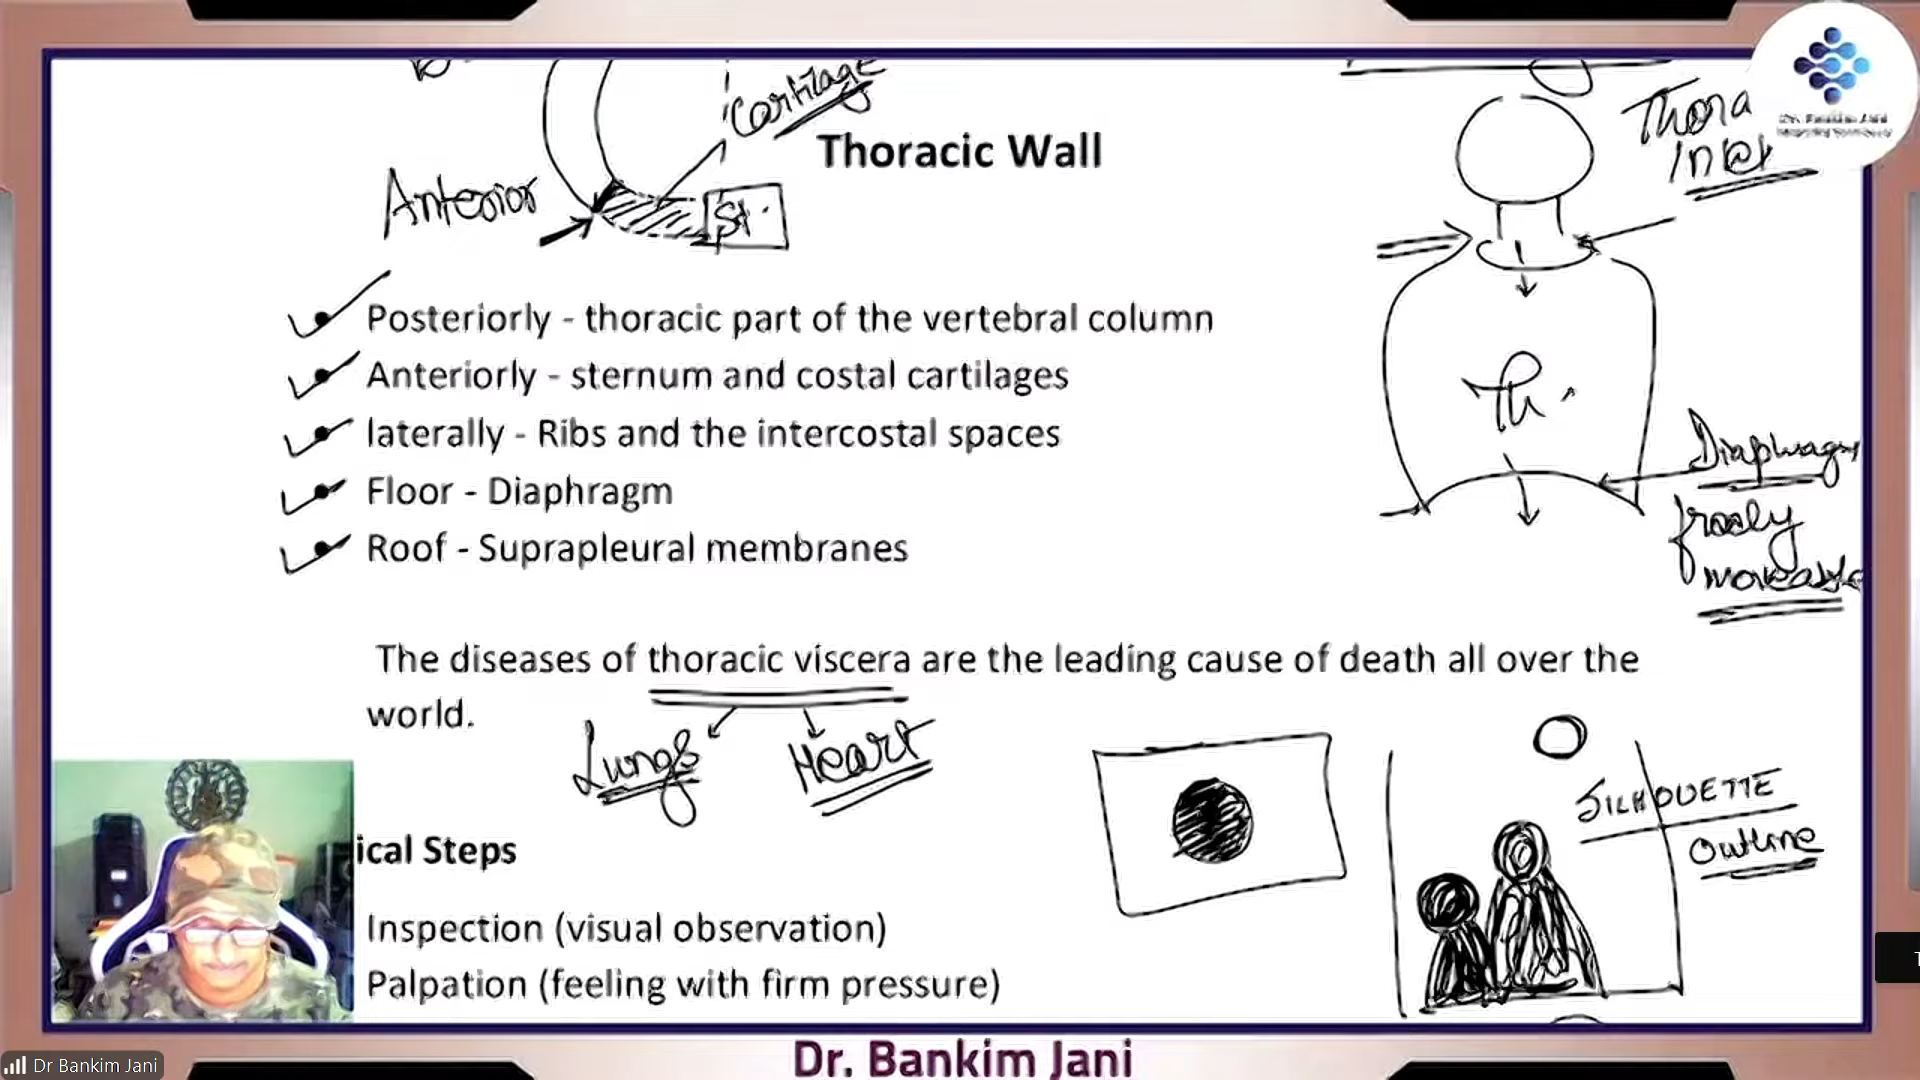 Cartilage
Thoracic Wall
Anterior
St.
Thora
Inlet
Posteriorly - thoracic part of the vertebral column
Anteriorly - sternum and costal cartilages
laterally - Ribs and the intercostal spaces
Floor - Diaphragm
Roof - Suprapleural membranes
Th.
Diaphragm
freely
moveable
The diseases of thoracic viscera are the leading cause of death all over the
world.
Lungs
Heart
SILHOUETTE
Outline
ical Steps
Inspection (visual observation)
Palpation (feeling with firm pressure)
Dr. Bankim Jani
Dr Bankim Jani